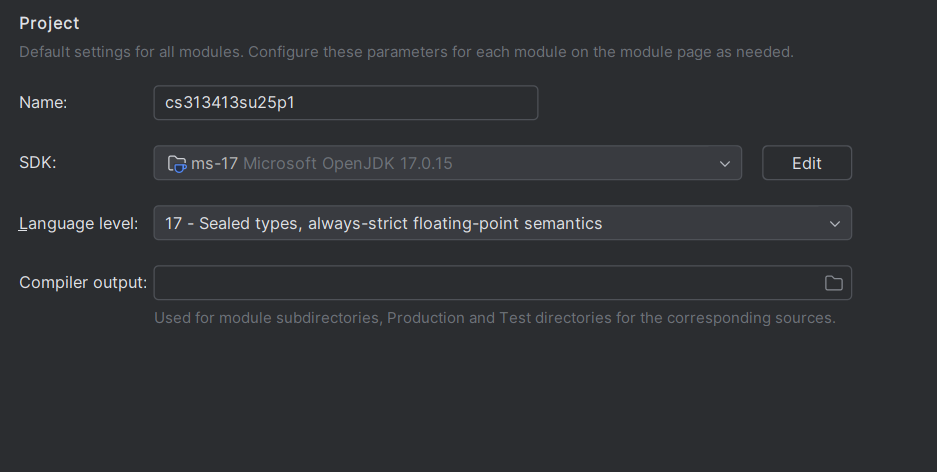 Project
Default settings for all modules. Configure these parameters for each module on the module page as needed.
Name: cs313413su25p1
SDK: ms-17 Microsoft OpenJDK 17.0.15 Edit
Language level: 17 - Sealed types, always-strict floating-point semantics
Compiler output:
Used for module subdirectories, Production and Test directories for the corresponding sources.